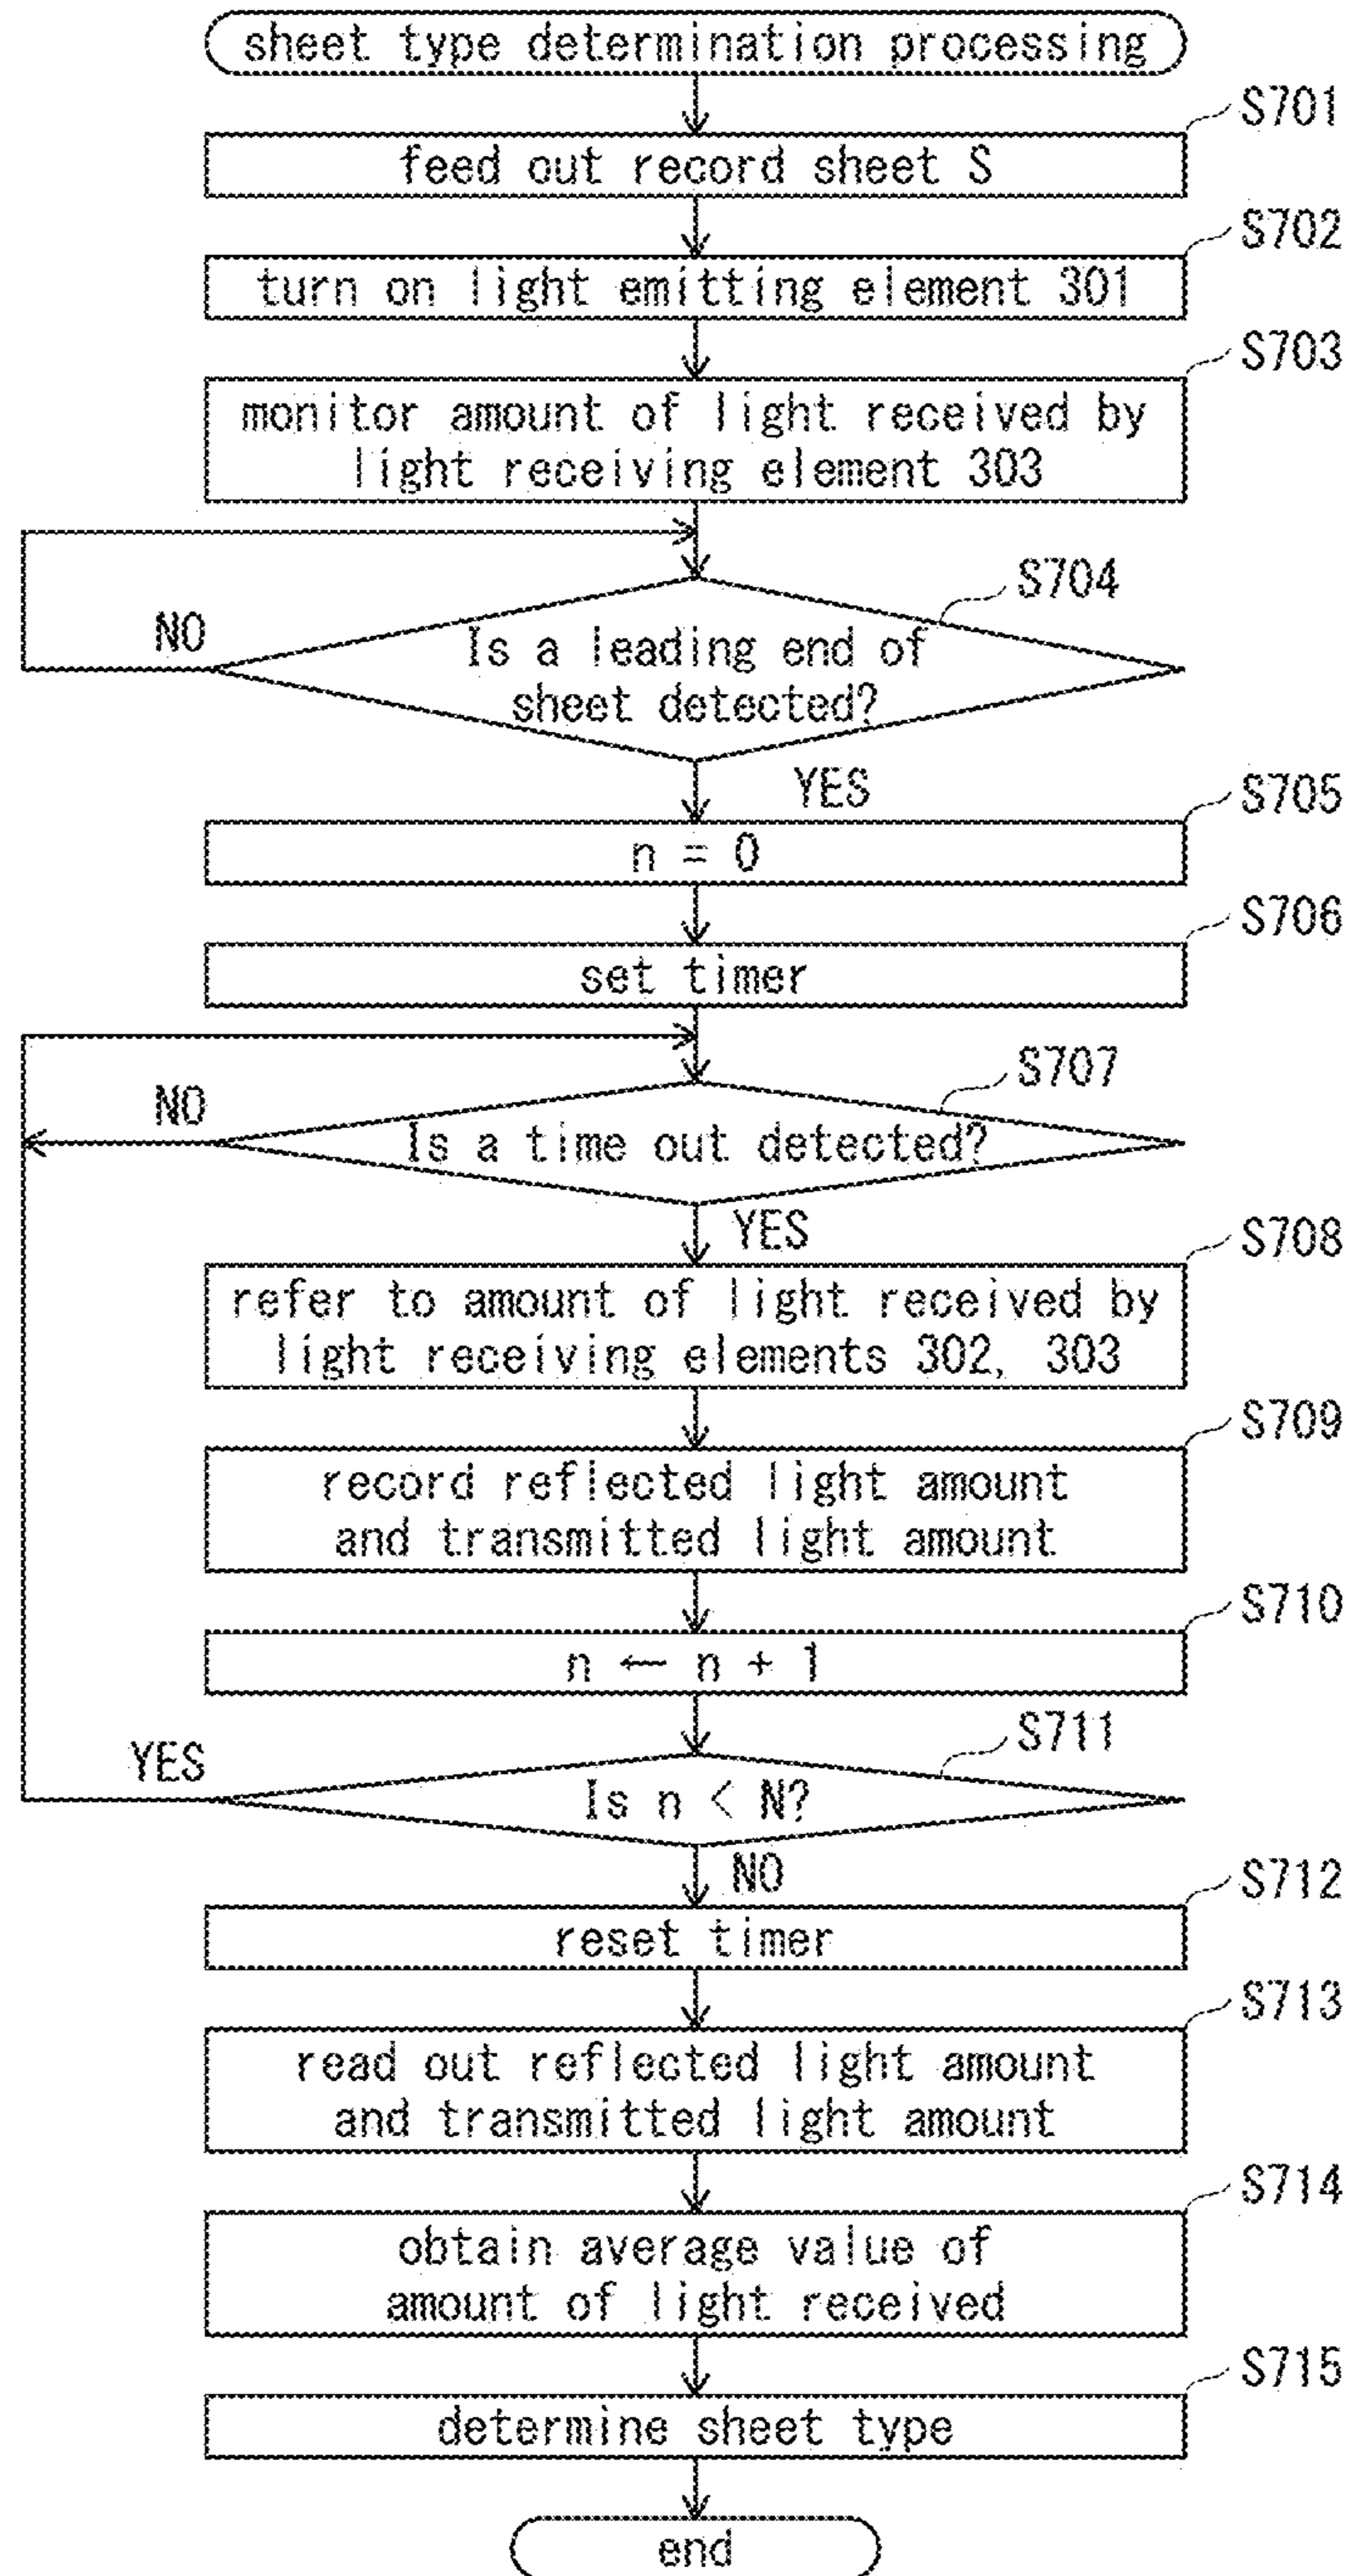 sheet type determination processing
S701
feed out record sheet S
S702
turn on light emitting element 301
S703
monitor amount of light received by
light receiving element 303
S704
NO
Is a leading end of
sheet detected?
YES
S705
n = 0
S706
set timer
S707
NO
Is a time out detected?
YES
S708
refer to amount of light received by
light receiving elements 302, 303
S709
record reflected light amount
and transmitted light amount
S710
n ← n + 1
S711
YES
Is n < N?
NO
S712
reset timer
S713
read out reflected light amount
and transmitted light amount
S714
obtain average value of
amount of light received
S715
determine sheet type
end